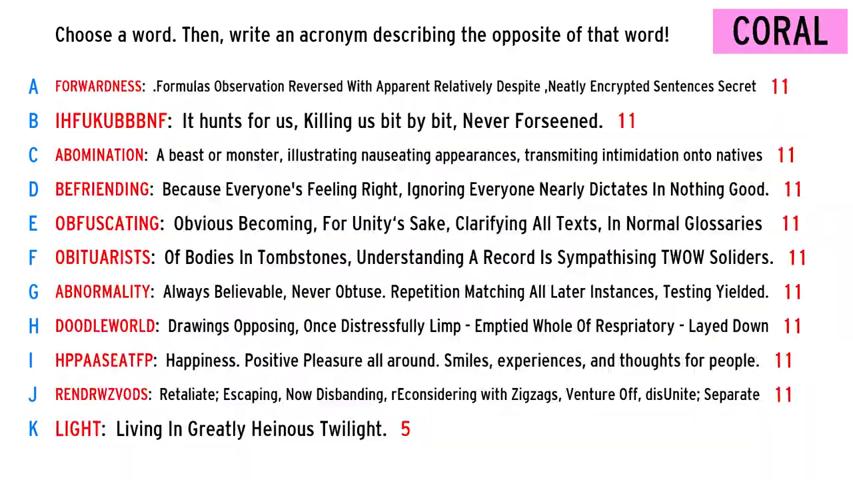 Choose a word. Then, write an acronym describing the opposite of that word!
CORAL
A FORWARDNESS: .Formulas Observation Reversed With Apparent Relatively Despite ,Neatly Encrypted Sentences Secret 11
B IHFUKUBBBNF: It hunts for us, Killing us bit by bit, Never Forseened. 11
C ABOMINATION: A beast or monster, illustrating nauseating appearances, transmiting intimidation onto natives 11
D BEFRIENDING: Because Everyone's Feeling Right, Ignoring Everyone Nearly Dictates In Nothing Good. 11
E OBFUSCATING: Obvious Becoming, For Unity's Sake, Clarifying All Texts, In Normal Glossaries 11
F OBITUARISTS: Of Bodies In Tombstones, Understanding A Record Is Sympathising TWOW Soliders. 11
G ABNORMALITY: Always Believable, Never Obtuse. Repetition Matching All Later Instances, Testing Yielded. 11
H DOODLEWORLD: Drawings Opposing, Once Distressfully Limp - Emptied Whole Of Respriatory - Layed Down 11
I HPPAASEATFP: Happiness. Positive Pleasure all around. Smiles, experiences, and thoughts for people. 11
J RENDRWZVODS: Retaliate; Escaping, Now Disbanding, rEconsidering with Zigzags, Venture Off, disUnite; Separate 11
K LIGHT: Living In Greatly Heinous Twilight. 5